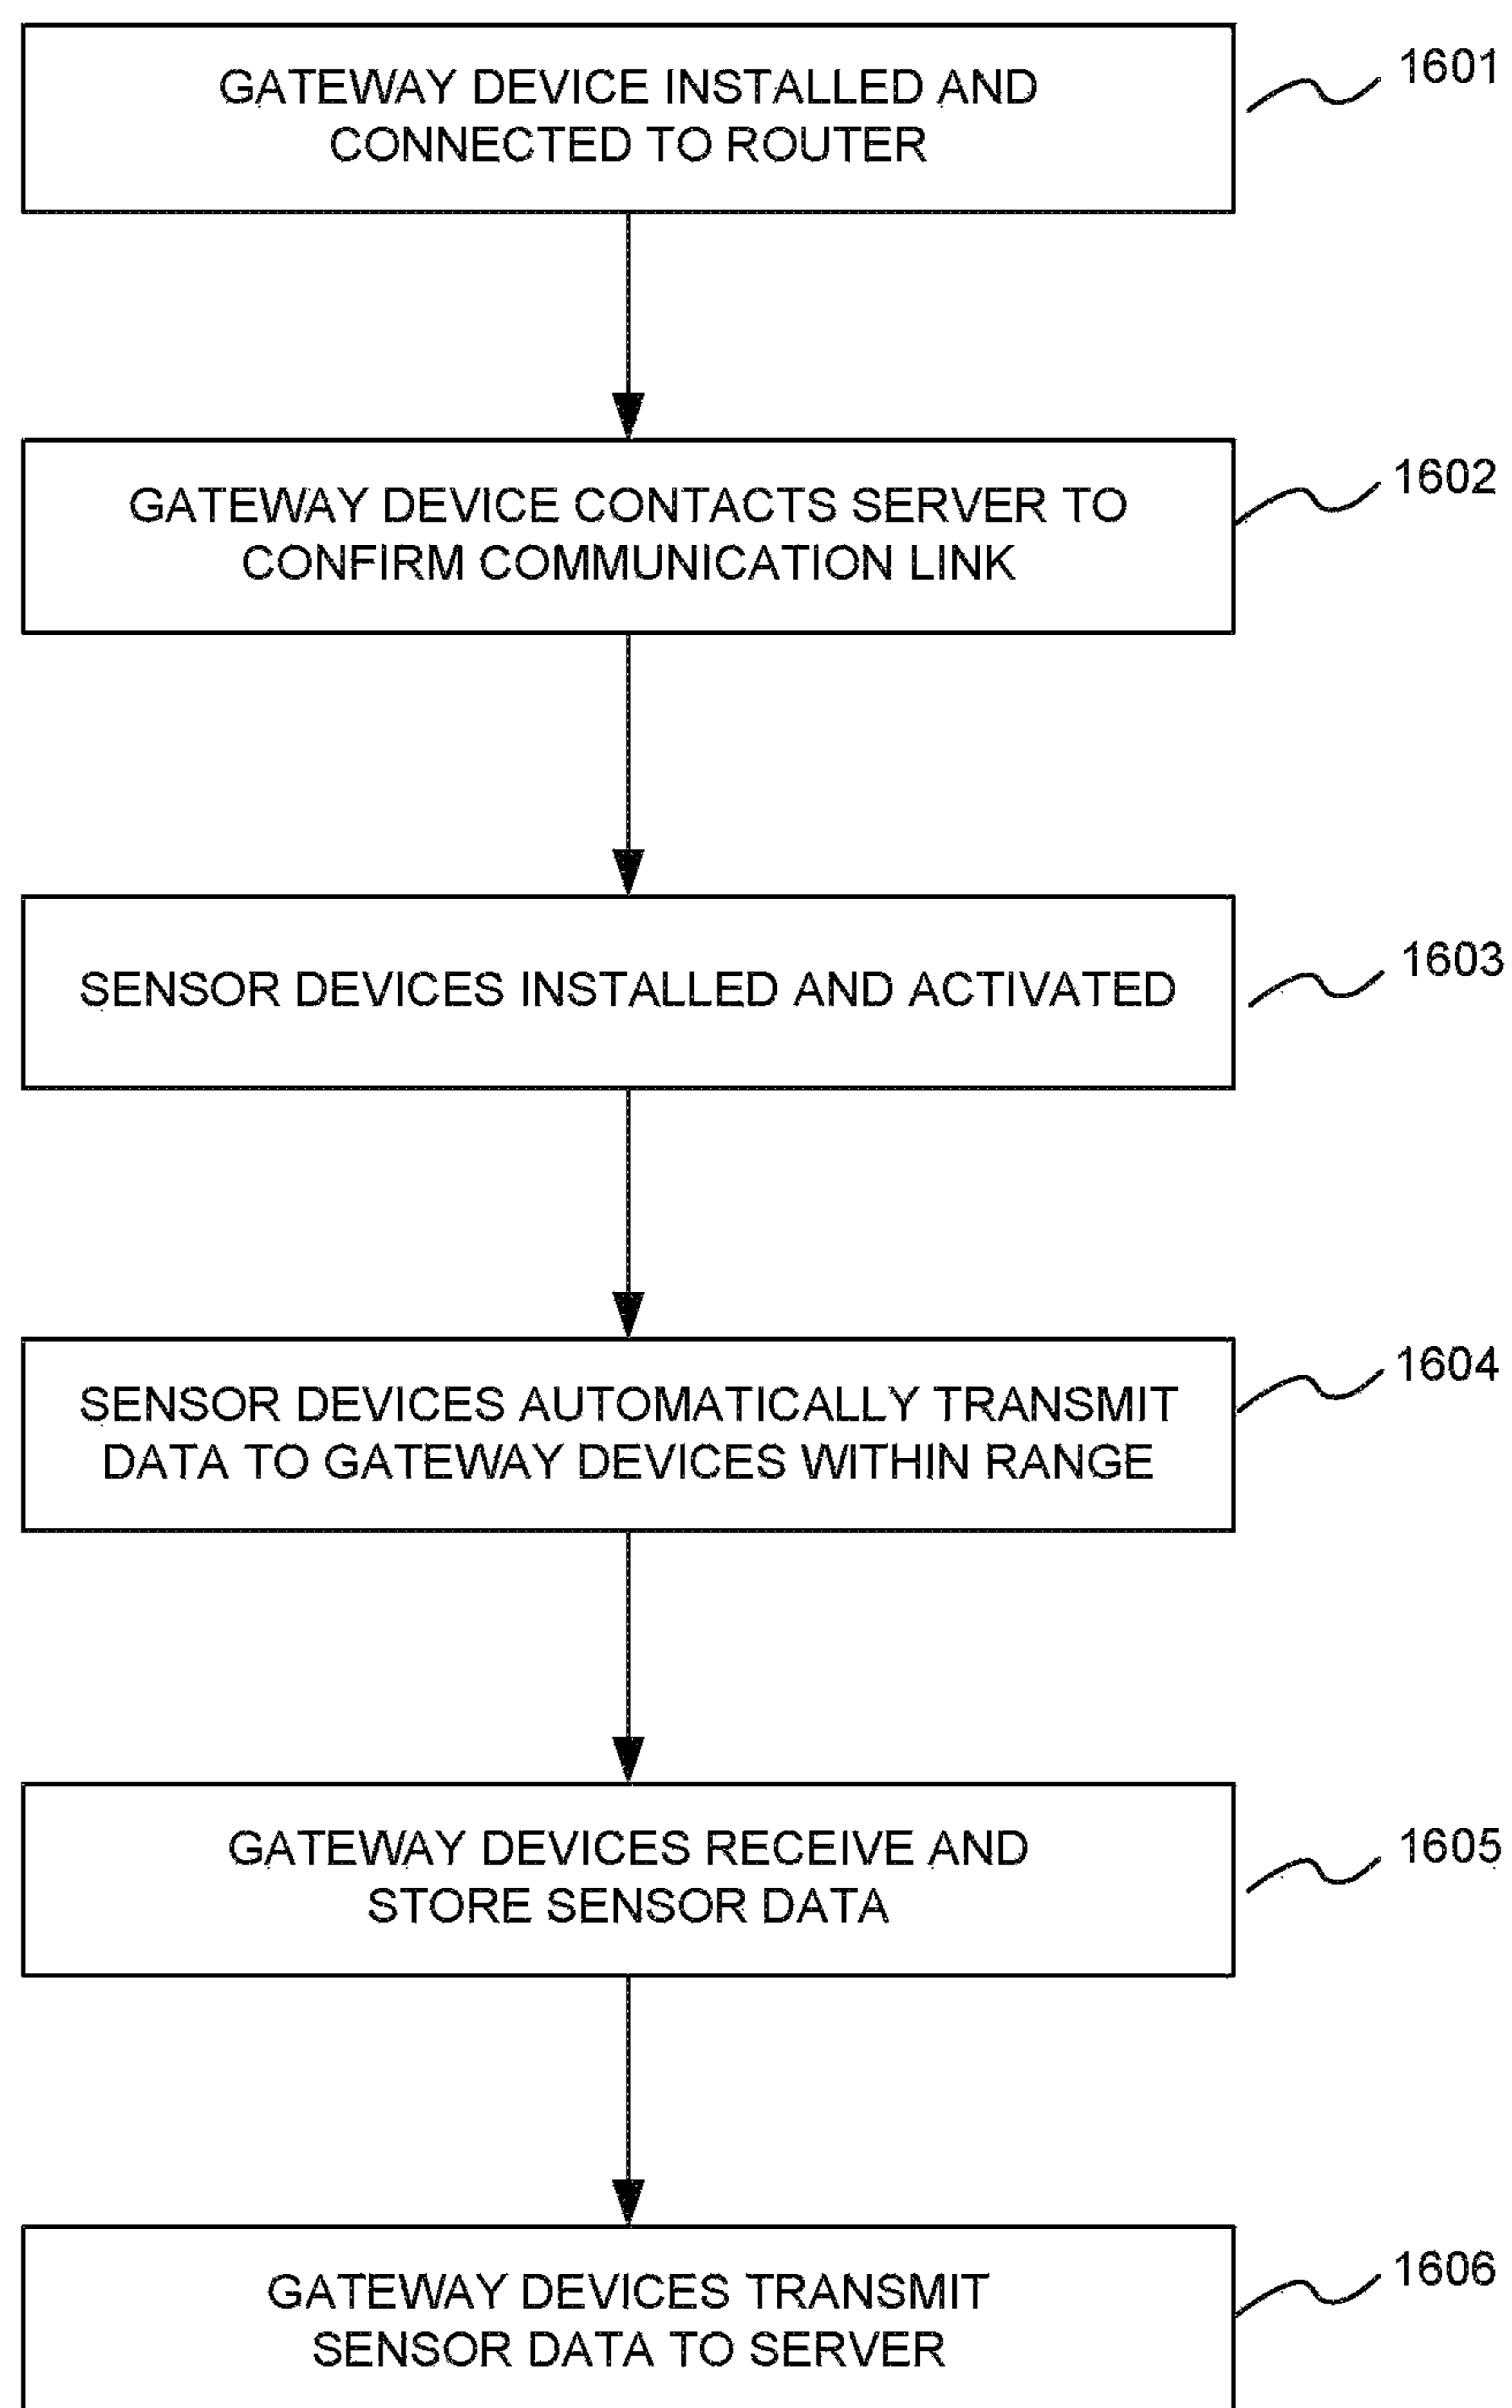 GATEWAY DEVICE INSTALLED AND
CONNECTED TO ROUTER
1601
GATEWAY DEVICE CONTACTS SERVER TO
CONFIRM COMMUNICATION LINK
1602
SENSOR DEVICES INSTALLED AND ACTIVATED
1603
SENSOR DEVICES AUTOMATICALLY TRANSMIT
DATA TO GATEWAY DEVICES WITHIN RANGE
1604
GATEWAY DEVICES RECEIVE AND
STORE SENSOR DATA
1605
GATEWAY DEVICES TRANSMIT
SENSOR DATA TO SERVER
1606